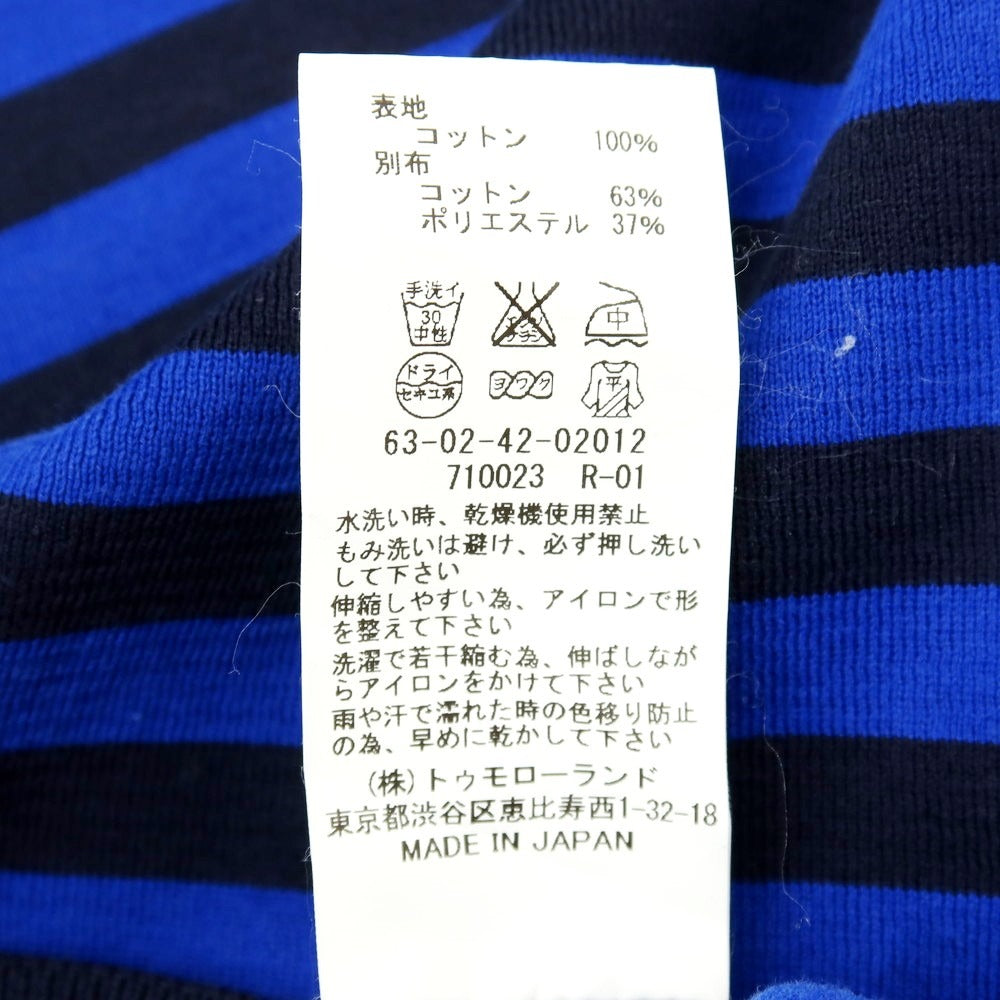 表地
コットン 100%
別布
コットン 63%
ポリエステル 37%
手洗イ
30
中性
エンソ
サラシ
中
ドライ
セキユ系
ヨワク
平
63-02-42-02012
710023 R-01
水洗い時、乾燥機使用禁止
もみ洗いは避け、必ず押し洗い
して下さい
伸縮しやすい為、アイロンで形
を整えて下さい
洗濯で若干縮む為、伸ばしなが
らアイロンをかけて下さい
雨や汗で濡れた時の色移り防止
の為、早めに乾かして下さい
(株)トゥモローランド
東京都渋谷区恵比寿西1-32-18
MADE IN JAPAN